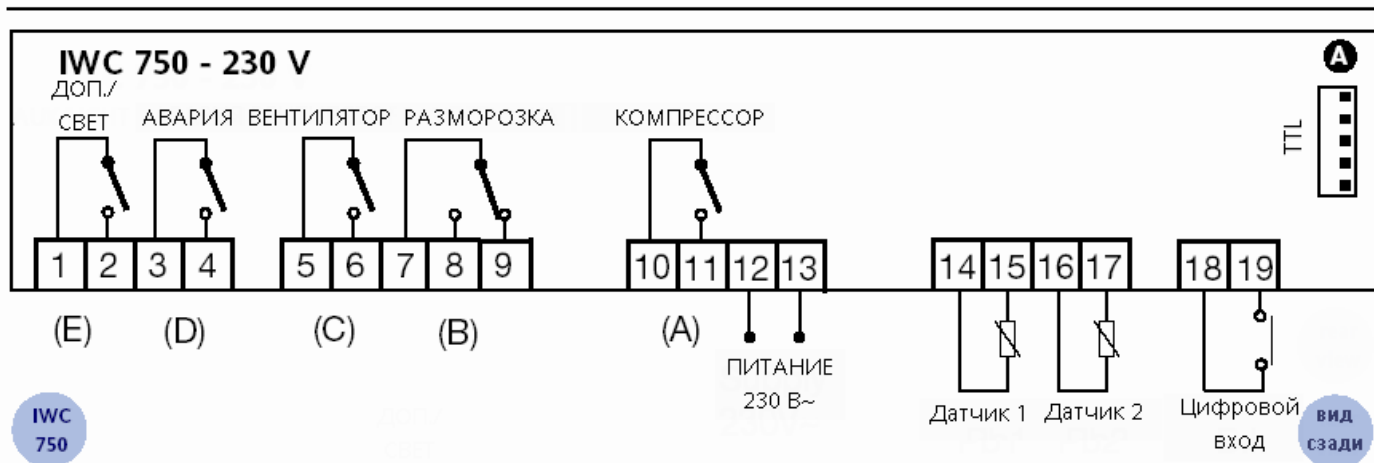 IWC 750 - 230 V
A
ДОП./
СВЕТ АВАРИЯ ВЕНТИЛЯТОР РАЗМОРОЗКА КОМПРЕССОР
TTL
1 2 3 4 5 6 7 8 9 10 11 12 13 14 15 16 17 18 19
(E) (D) (C) (B) (A)
ПИТАНИЕ
230 В~
Датчик 1 Датчик 2 Цифровой
вход
IWC
750
вид
сзади